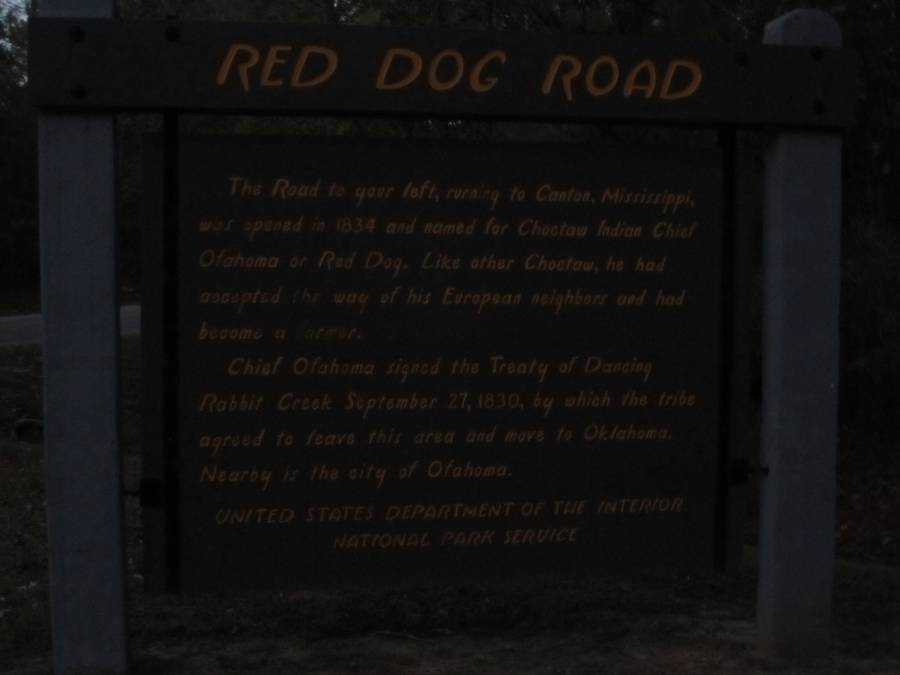 RED DOG ROAD
The Road to your left, running to Canton, Mississippi,
was opened in 1834 and named for Choctaw Indian Chief
Ofahoma or Red Dog. Like other Choctaw, he had
accepted the way of his European neighbors and had
become a farmer.
Chief Ofahoma signed the Treaty of Dancing
Rabbit Creek September 27, 1830, by which the tribe
agreed to leave this area and move to Oklahoma.
Nearby is the city of Ofahoma.
UNITED STATES DEPARTMENT OF THE INTERIOR
NATIONAL PARK SERVICE